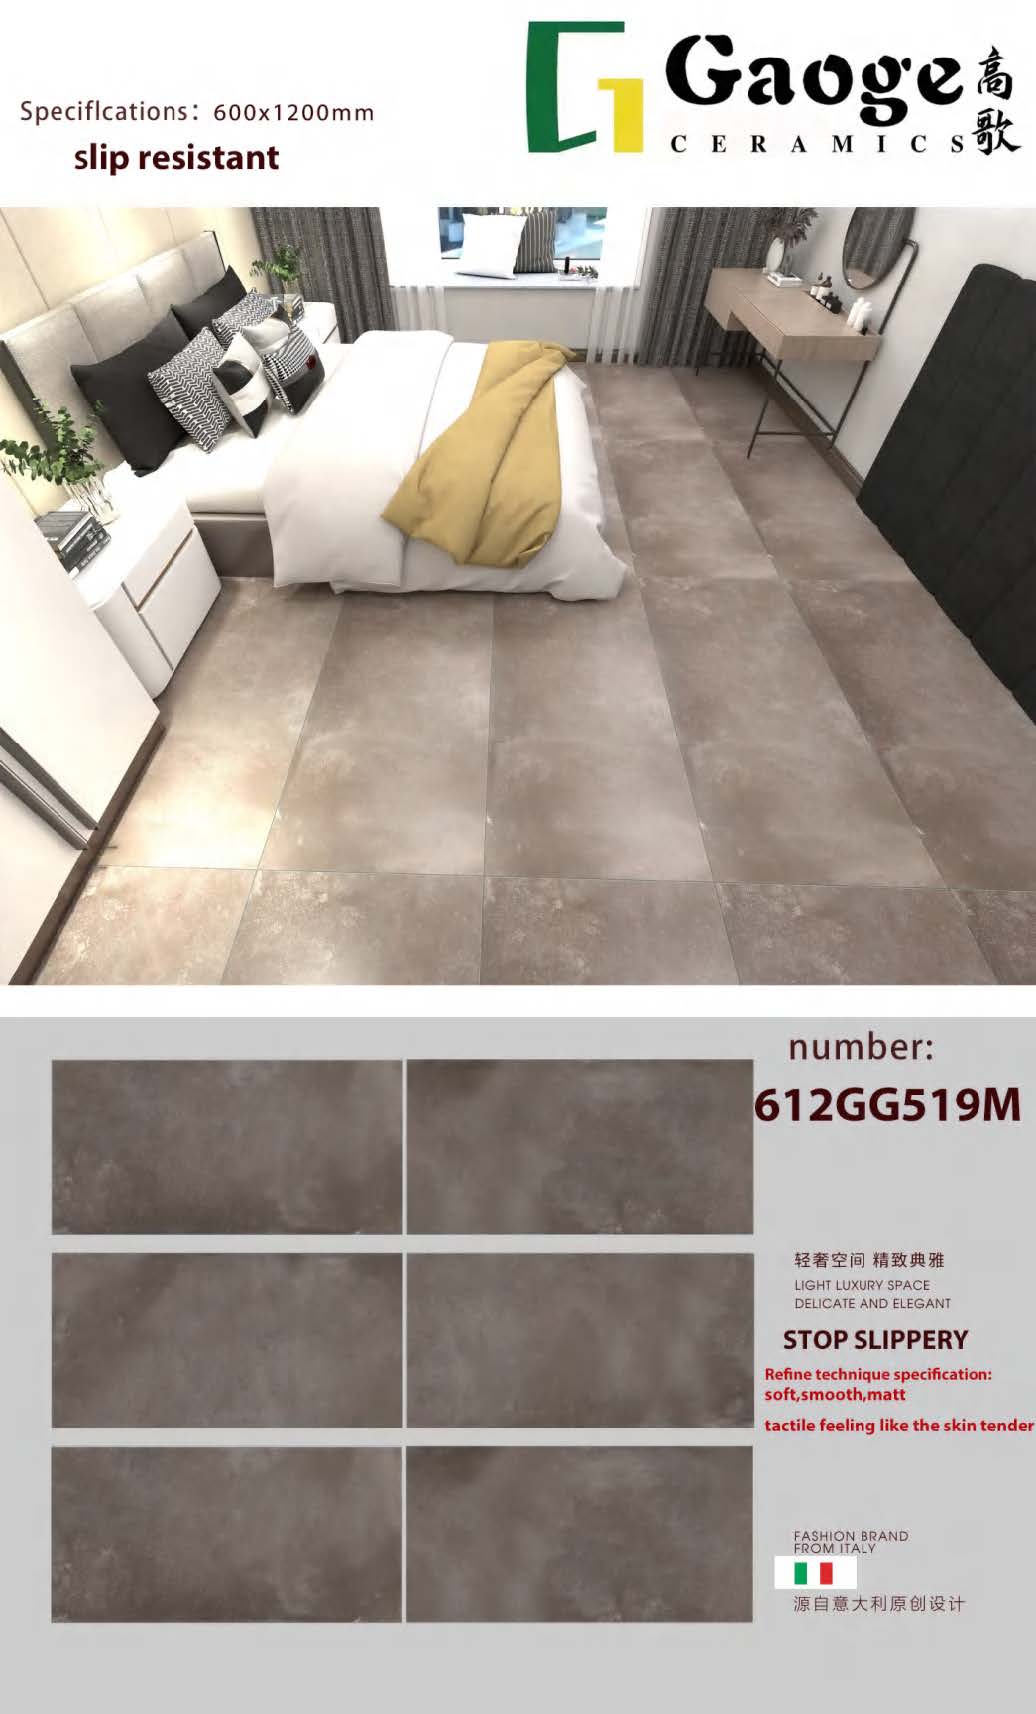 Speciflcations：600x1200mm
slip resistant
Gaoge
CERAMICS
高歌
number:
612GG519M
轻奢空间 精致典雅
LIGHT LUXURY SPACE
DELICATE AND ELEGANT
STOP SLIPPERY
Refine technique specification:
soft,smooth,matt
tactile feeling like the skin tender
FASHION BRAND
FROM ITALY
源自意大利原创设计